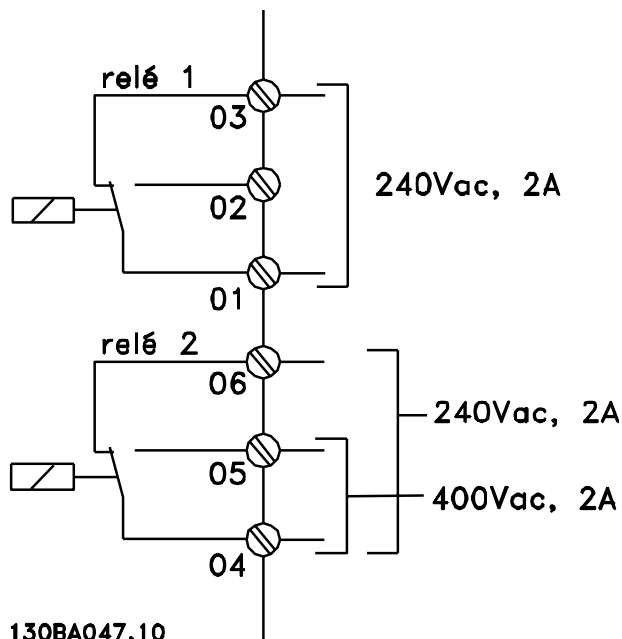 relé 1
03
02
240Vac, 2A
01
relé 2
06
240Vac, 2A
05
400Vac, 2A
04
130BA047.10